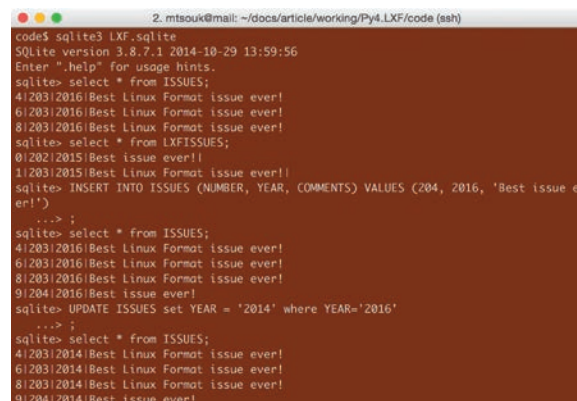 2. mtsouk@mail: ~/docs/article/working/Py4.LXF/code (ssh)
code$ sqlite3 LXF.sqlite
SQLite version 3.8.7.1 2014-10-29 13:59:56
Enter ".help" for usage hints.
sqlite> select * from ISSUES;
4|203|2016|Best Linux Format issue ever!
6|203|2016|Best Linux Format issue ever!
8|203|2016|Best Linux Format issue ever!
sqlite> select * from LXFISSUES;
0|202|2015|Best issue ever!|
1|203|2015|Best Linux Format issue ever!|
sqlite> INSERT INTO ISSUES (NUMBER, YEAR, COMMENTS) VALUES (204, 2016, 'Best issue e
er!')
...> ;
sqlite> select * from ISSUES;
4|203|2016|Best Linux Format issue ever!
6|203|2016|Best Linux Format issue ever!
8|203|2016|Best Linux Format issue ever!
9|204|2016|Best issue ever!
sqlite> UPDATE ISSUES set YEAR = '2014' where YEAR='2016'
...> ;
sqlite> select * from ISSUES;
4|203|2014|Best Linux Format issue ever!
6|203|2014|Best Linux Format issue ever!
8|203|2014|Best Linux Format issue ever!
9|204|2014|Best issue ever!